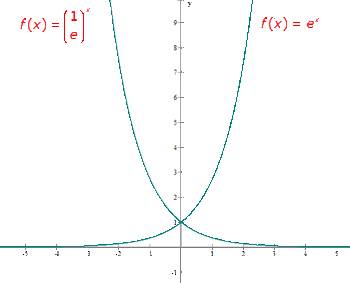 y
f(x) = (1/e)^x
f(x) = e^x
9
8
7
6
5
4
3
2
1
-5 -4 -3 -2 -1 1 2 3 4 5
-1